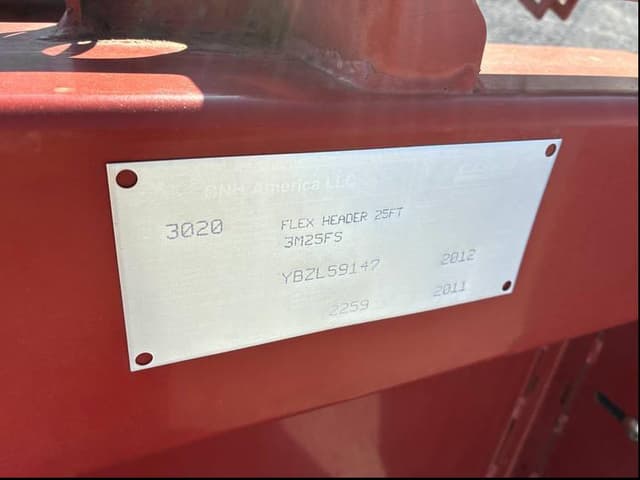 CNH America LLC
3020 FLEX HEADER 25FT
3M25FS
YBZL59147 2012
2259 2011